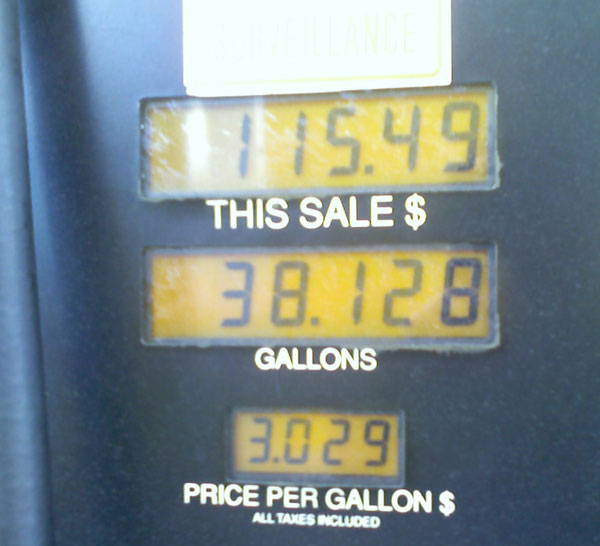 SURVEILLANCE
115.49
THIS SALE $
38.128
GALLONS
3.029
PRICE PER GALLON $
ALL TAXES INCLUDED